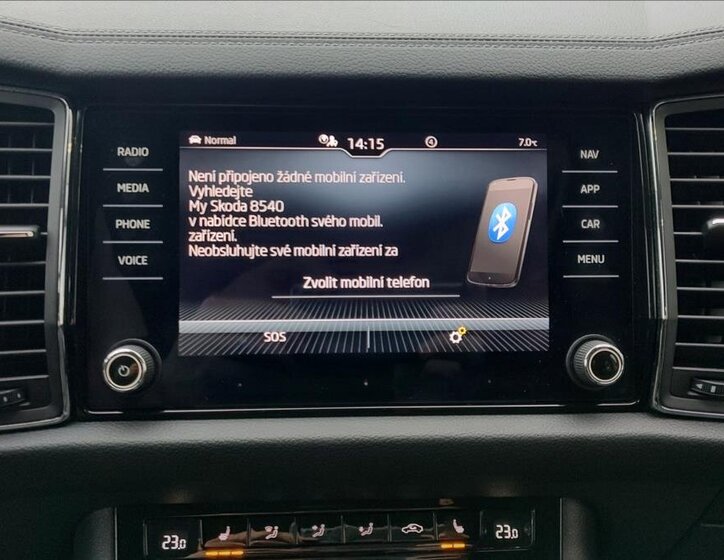 Normal 14:15 4 7.0°C
RADIO
MEDIA
PHONE
VOICE
Není připojeno žádné mobilní zařízení.
Vyhledejte
My Skoda 8540
v nabídce Bluetooth svého mobil.
zařízení.
Neobsluhujte své mobilní zařízení za
Zvolit mobilní telefon
SOS
NAV
APP
CAR
MENU
23.0 23.0